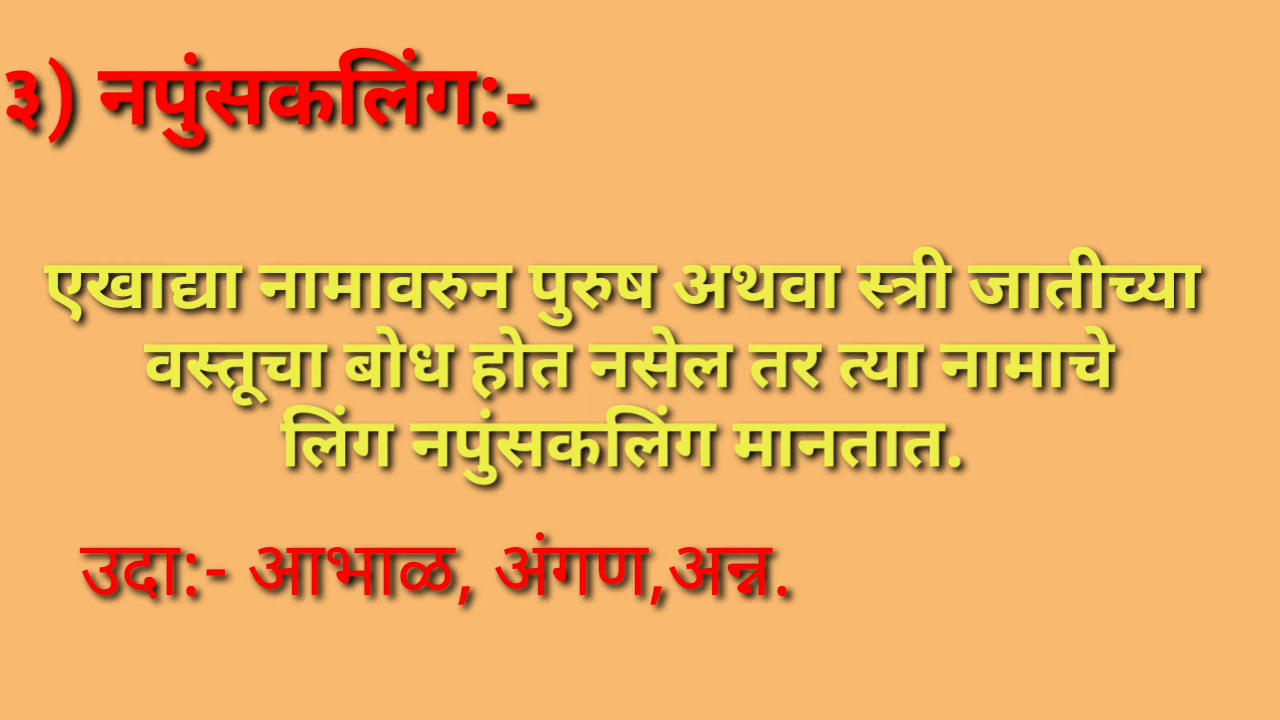 ३) नपुंसकलिंग:-
एखाद्या नामावरुन पुरुष अथवा स्त्री जातीच्या
वस्तूचा बोध होत नसेल तर त्या नामाचे
लिंग नपुंसकलिंग मानतात.
उदा:- आभाळ, अंगण,अन्न.